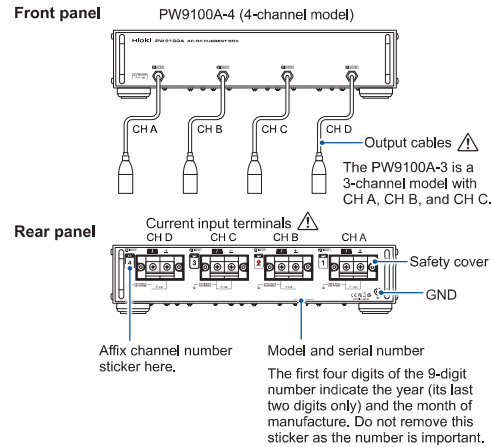 Front panel
PW9100A-4 (4-channel model)
HIOKI PW9100A AC/DC CURRENT BOX
CH A
CH B
CH C
CH D
Output cables
The PW9100A-3 is a
3-channel model with
CH A, CH B, and CH C.
Rear panel
Current input terminals
CH D
CH C
CH B
CH A
4
3
2
1
Safety cover
GND
Affix channel number
sticker here.
Model and serial number
The first four digits of the 9-digit
number indicate the year (its last
two digits only) and the month of
manufacture. Do not remove this
sticker as the number is important.